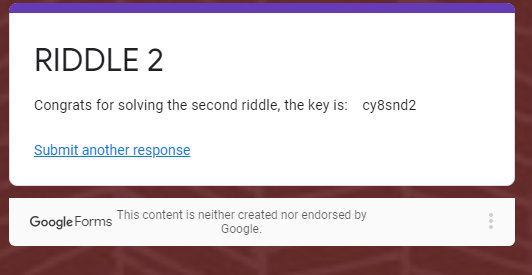 RIDDLE 2
Congrats for solving the second riddle, the key is: cy8snd2
Submit another response
Google Forms This content is neither created nor endorsed by
Google.